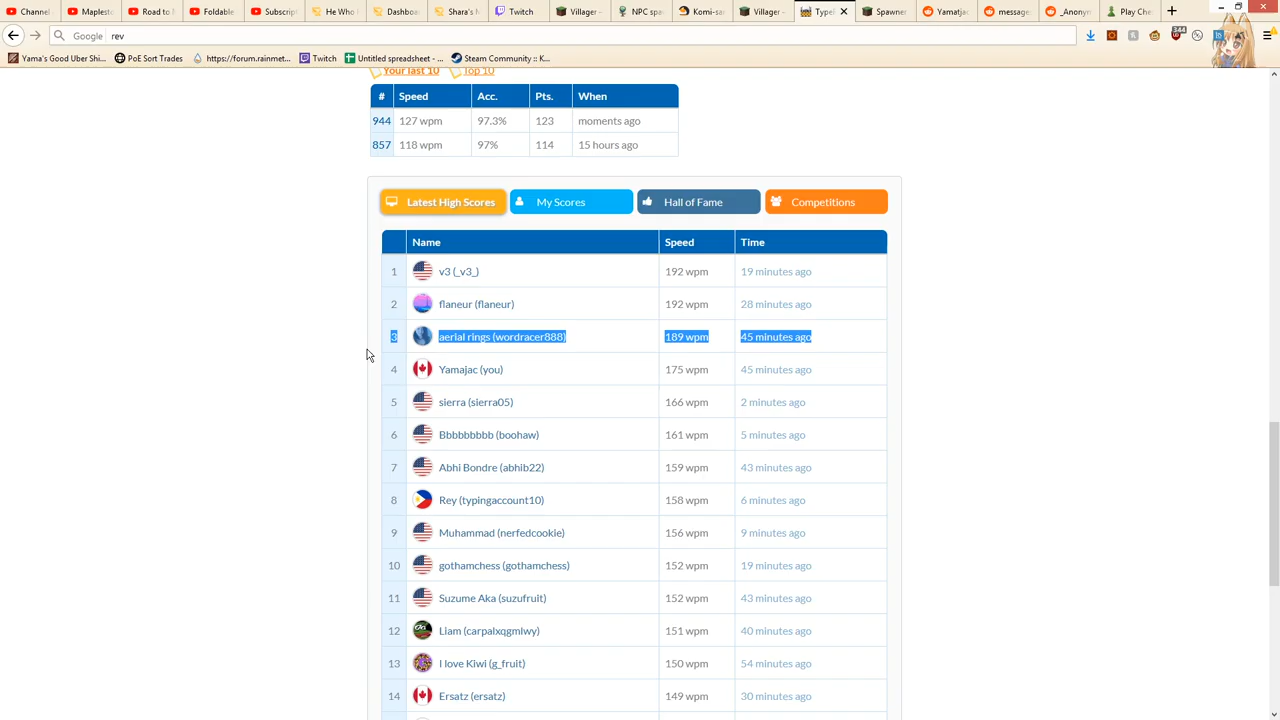 Channel
Maplesto
Road to M
Foldable
Subscript
He Who
Dashboa
Shara's M
Twitch
Villager –
NPC spa
Konk-san
Villager –
TypeR
Spawner
Yamatjac
message
_Anonym
Play Che
Google rev
344
Yama's Good Uber Shi...
PoE Sort Trades
https://forum.rainmet...
Twitch
Untitled spreadsheet - ...
Steam Community :: K...
Your last 10
Top 10
# Speed Acc. Pts. When
944 127 wpm 97.3% 123 moments ago
857 118 wpm 97% 114 15 hours ago
Latest High Scores My Scores Hall of Fame Competitions
Name Speed Time
1 v3 (_v3_) 192 wpm 19 minutes ago
2 flaneur (flaneur) 192 wpm 28 minutes ago
3 aerial rings (wordracer888) 189 wpm 45 minutes ago
4 Yamajac (you) 175 wpm 45 minutes ago
5 sierra (sierra05) 166 wpm 2 minutes ago
6 Bbbbbbbbb (boohaw) 161 wpm 5 minutes ago
7 Abhi Bondre (abhib22) 159 wpm 43 minutes ago
8 Rey (typingaccount10) 158 wpm 6 minutes ago
9 Muhammad (nerfedcookie) 156 wpm 9 minutes ago
10 gothamchess (gothamchess) 152 wpm 19 minutes ago
11 Suzume Aka (suzufruit) 152 wpm 43 minutes ago
12 Llam (carpalxqgmlwy) 151 wpm 40 minutes ago
13 I love Kiwi (g_fruit) 150 wpm 54 minutes ago
14 Ersatz (ersatz) 149 wpm 30 minutes ago